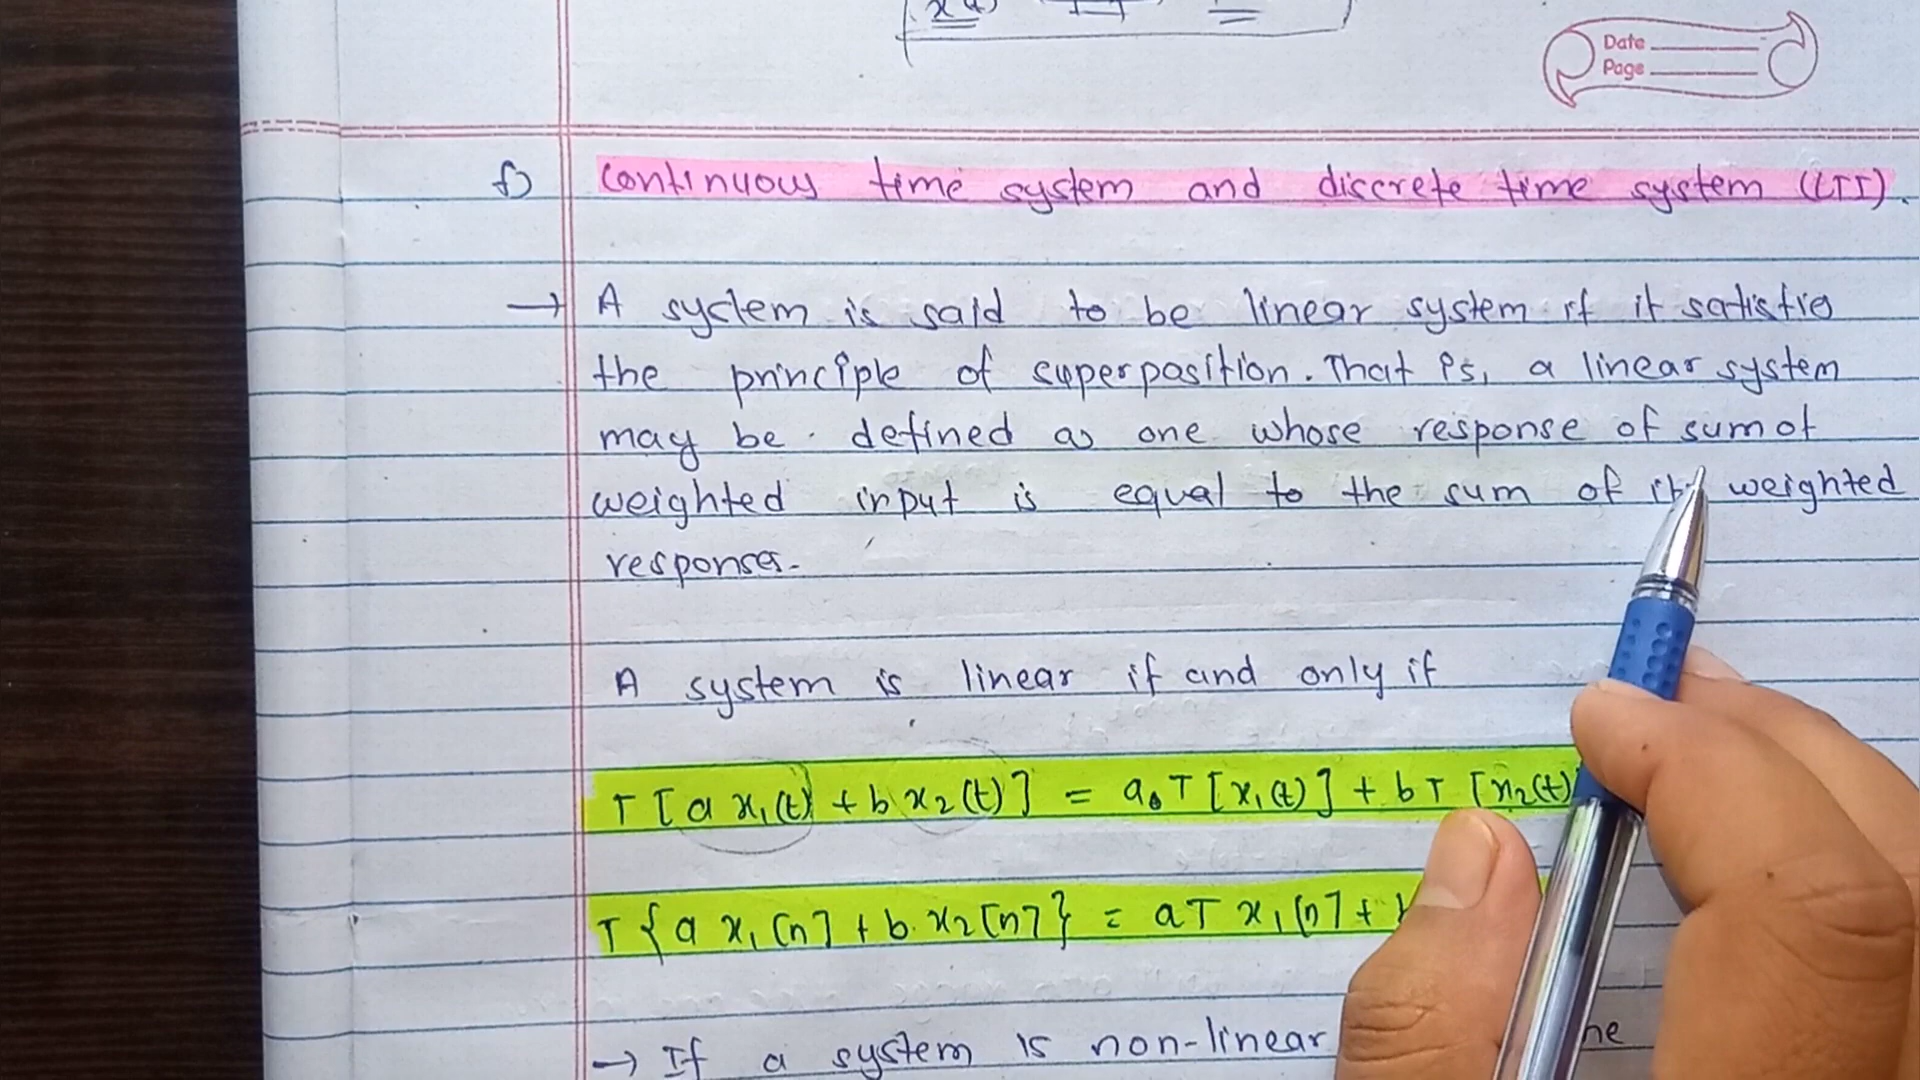 x(t)
Date
Page
f) Continuous time system and discrete time system (LTI).
→ A system is said to be linear system if it satisfies
the principle of superposition. That is, a linear system
may be defined as one whose response of sum of
weighted input is equal to the sum of its weighted
responses.
A system is linear if and only if
T [a x₁(t) + b x₂(t)] = a T [x₁(t)] + b T [x₂(t)
T {a x₁[n] + b. x₂[n]} = a T x₁[n] +
→ If a system is non-linear